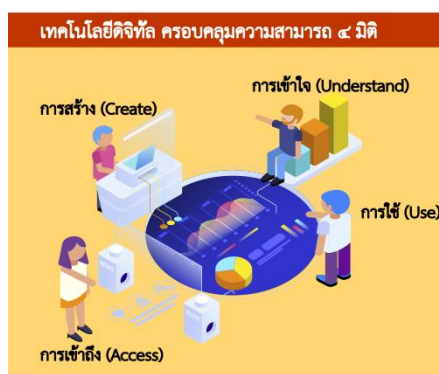 เทคโนโลยีดิจิทัล ครอบคลุมความสามารถ ๔ มิติ
การเข้าใจ (Understand)
การสร้าง (Create)
การใช้ (Use)
การเข้าถึง (Access)